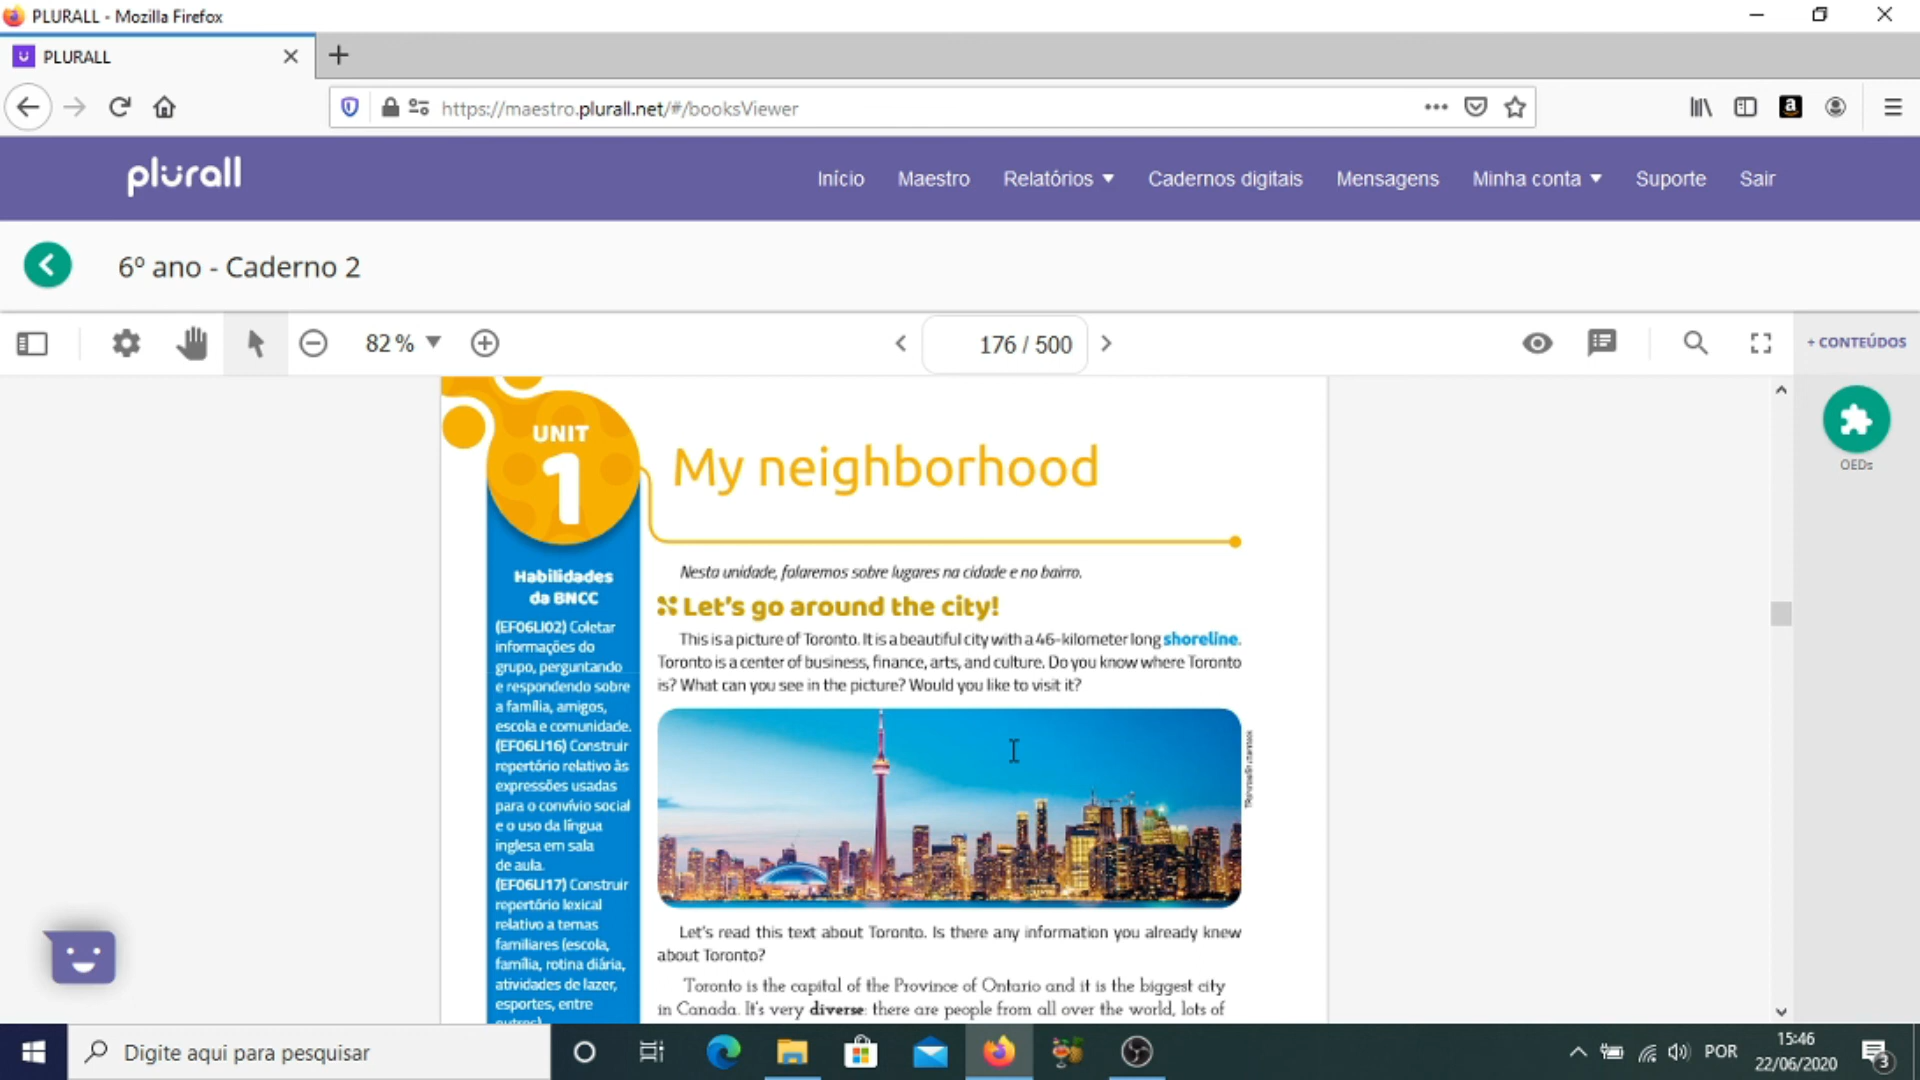 PLURALL - Mozilla Firefox
PLURALL
https://maestro.plurall.net/#/booksViewer
plurall
Início Maestro Relatórios Cadernos digitais Mensagens Minha conta Suporte Sair
6º ano - Caderno 2
82 % 176 / 500 + CONTEÚDOS
OEDs
UNIT
1
My neighborhood
Habilidades
da BNCC
(EF06LI02) Coletar
informações do
grupo, perguntando
e respondendo sobre
a família, amigos,
escola e comunidade.
(EF06LI16) Construir
repertório relativo às
expressões usadas
para o convívio social
e o uso da língua
inglesa em sala
de aula.
(EF06LI17) Construir
repertório lexical
relativo a temas
familiares (escola,
família, rotina diária,
atividades de lazer,
esportes, entre
outros)
Nesta unidade, falaremos sobre lugares na cidade e no bairro.
Let's go around the city!
This is a picture of Toronto. It is a beautiful city with a 46-kilometer long shoreline.
Toronto is a center of business, finance, arts, and culture. Do you know where Toronto
is? What can you see in the picture? Would you like to visit it?
Let's read this text about Toronto. Is there any information you already knew
about Toronto?
Toronto is the capital of the Province of Ontario and it is the biggest city
in Canada. It's very diverse: there are people from all over the world, lots of
Digite aqui para pesquisar
POR
15:46
22/06/2020
3